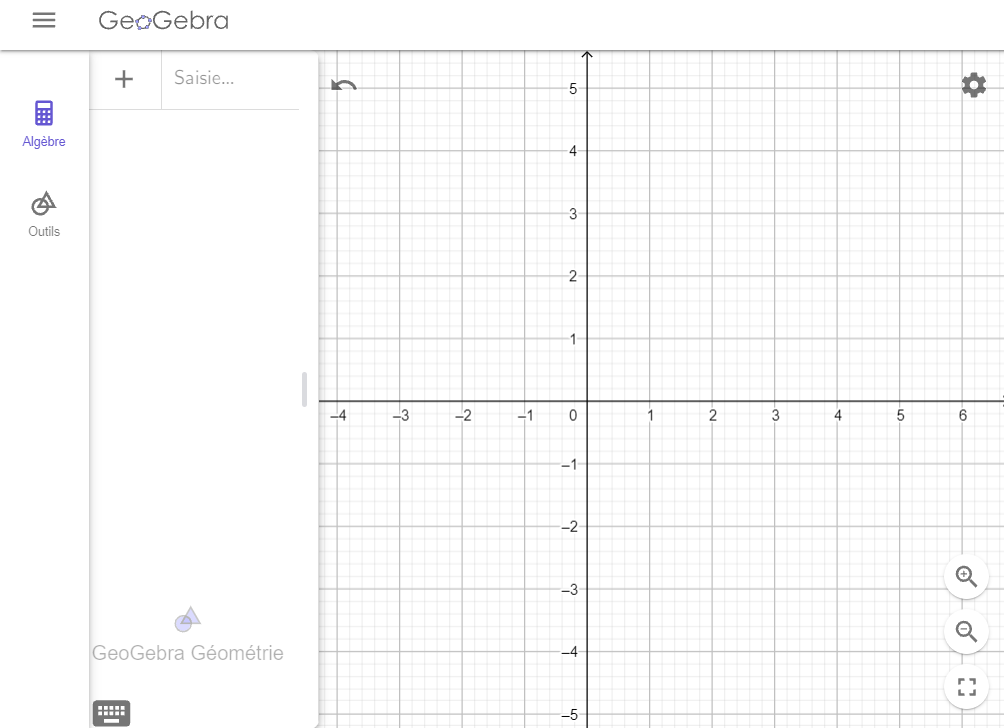 GeoGebra
Saisie...
Algèbre
Outils
5
4
3
2
1
–4 –3 –2 –1 0 1 2 3 4 5 6
–1
–2
–3
–4
–5
GeoGebra Géométrie